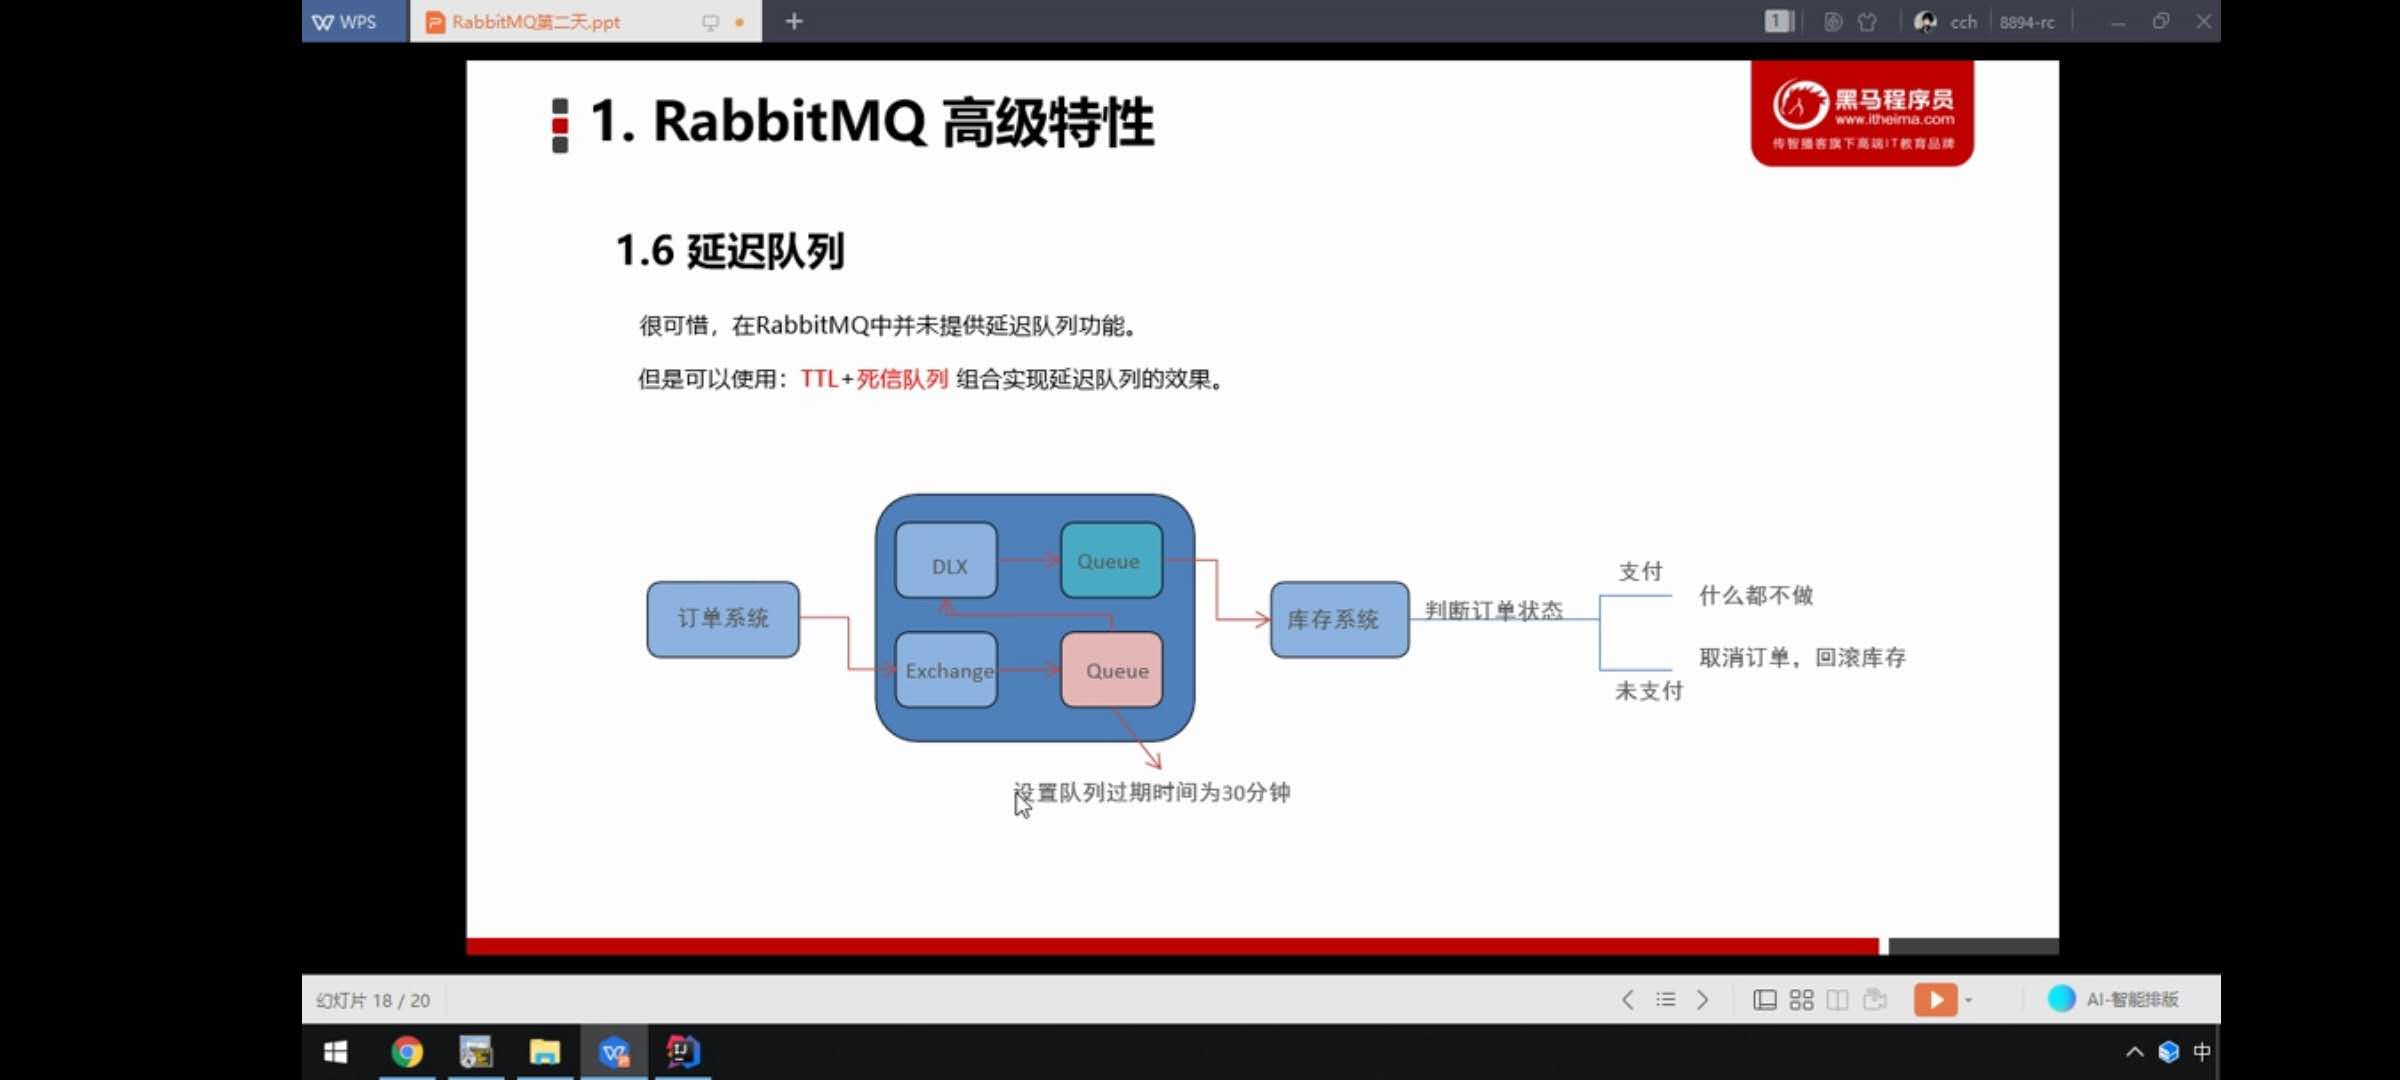 WPS
RabbitMQ第二天.ppt
1
cch
8894-rc
1. RabbitMQ 高级特性
黑马程序员
www.itheima.com
传智播客旗下高端IT教育品牌
1.6 延迟队列
很可惜，在RabbitMQ中并未提供延迟队列功能。
但是可以使用：TTL+死信队列 组合实现延迟队列的效果。
DLX
Queue
订单系统
Exchange
Queue
库存系统
判断订单状态
支付
什么都不做
取消订单，回滚库存
未支付
设置队列过期时间为30分钟
幻灯片 18 / 20
AI-智能排版
中